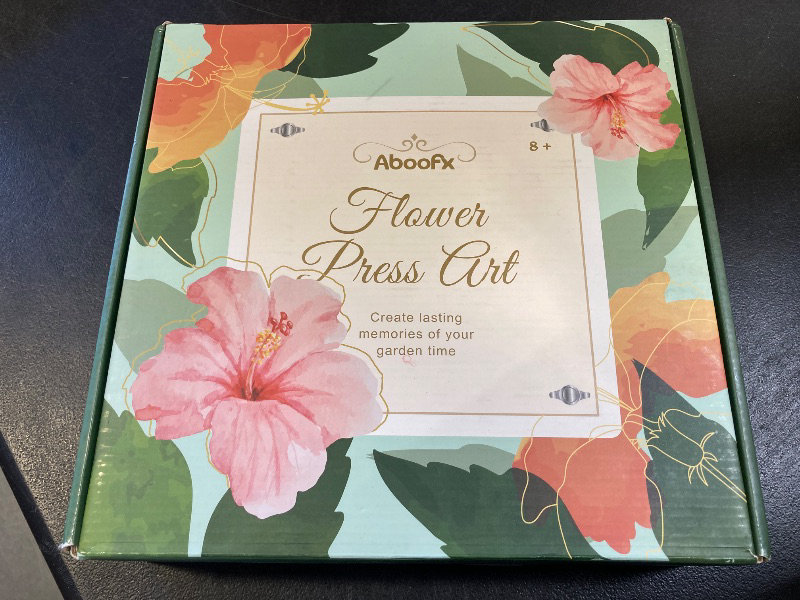 AbooFx
8+
Flower
Press Art
Create lasting
memories of your
garden time